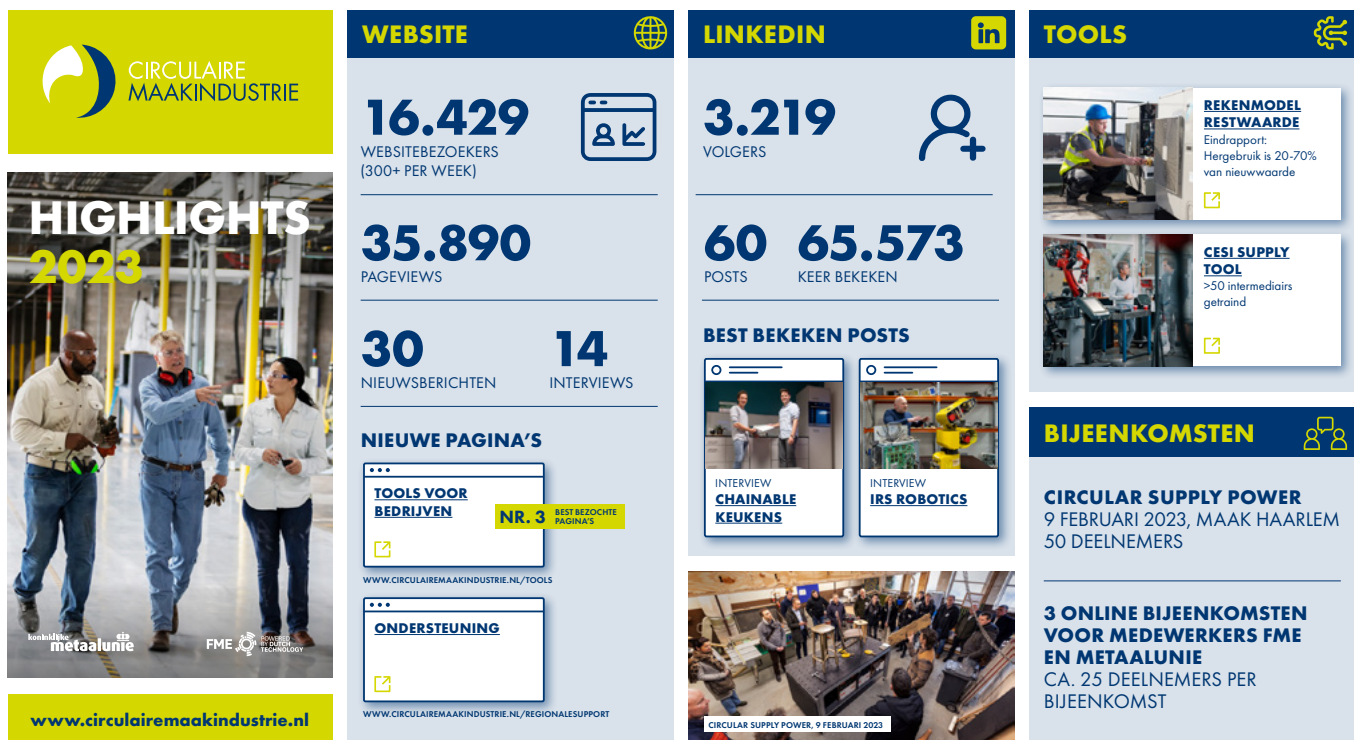 CIRCULAIRE
MAAKINDUSTRIE
HIGHLIGHTS
2023
koninklijke
metaalunie
FME
POWERED
BY DUTCH
TECHNOLOGY
www.circulairemaakindustrie.nl
WEBSITE
16.429
WEBSITEBEZOEKERS
(300+ PER WEEK)
35.890
PAGEVIEWS
30 14
NIEUWSBERICHTEN INTERVIEWS
NIEUWE PAGINA'S
TOOLS VOOR
BEDRIJVEN
NR. 3 BEST BEZOCHTE
PAGINA'S
WWW.CIRCULAIREMAAKINDUSTRIE.NL/TOOLS
ONDERSTEUNING
WWW.CIRCULAIREMAAKINDUSTRIE.NL/REGIONALESUPPORT
LINKEDIN
in
3.219
VOLGERS
60 65.573
POSTS KEER BEKEKEN
BEST BEKEKEN POSTS
INTERVIEW
CHAINABLE
KEUKENS
INTERVIEW
IRS ROBOTICS
CIRCULAR SUPPLY POWER, 9 FEBRUARI 2023
TOOLS
REKENMODEL
RESTWAARDE
Eindrapport:
Hergebruik is 20-70%
van nieuwwaarde
CESI SUPPLY
TOOL
>50 intermediairs
getraind
BIJEENKOMSTEN
CIRCULAR SUPPLY POWER
9 FEBRUARI 2023, MAAK HAARLEM
50 DEELNEMERS
3 ONLINE BIJEENKOMSTEN
VOOR MEDEWERKERS FME
EN METAALUNIE
CA. 25 DEELNEMERS PER
BIJEENKOMST